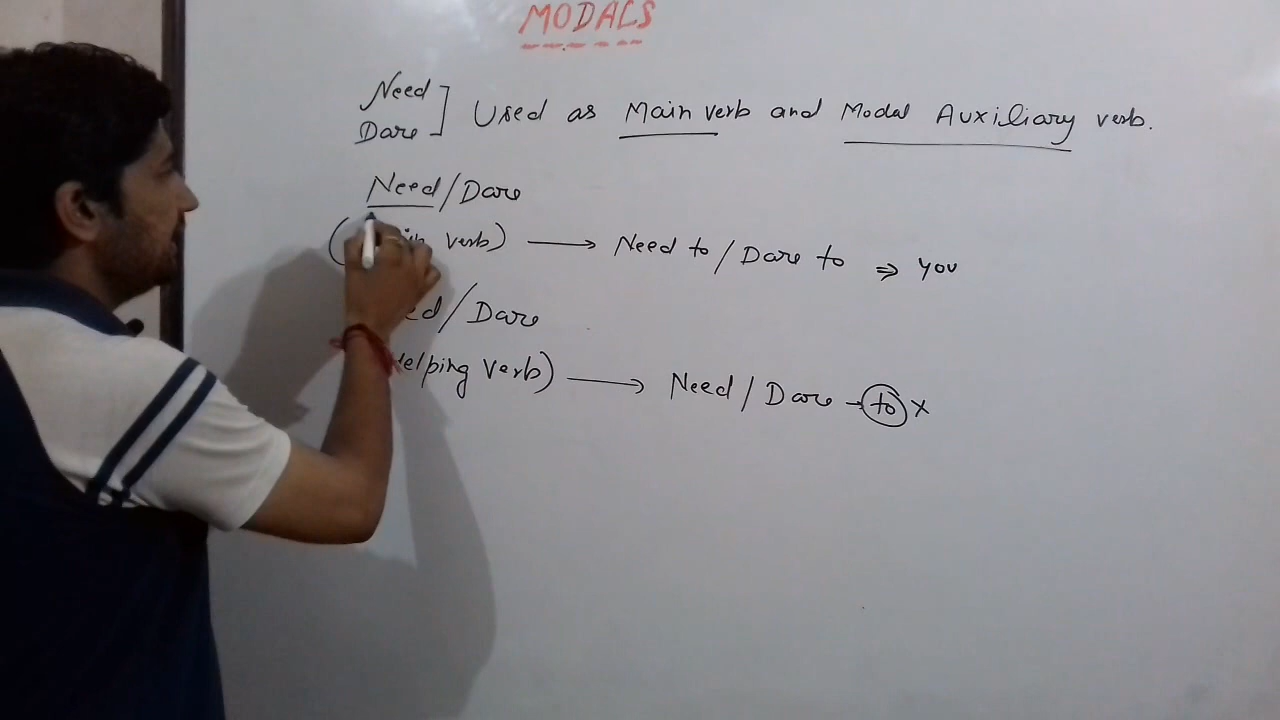 MODALS
Need
Dare ] Used as Main verb and Modal Auxiliary verb.
Need/Dare
verb) → Need to / Dare to ⇒ you
/Dare
Helping Verb) → Need / Dare → to x